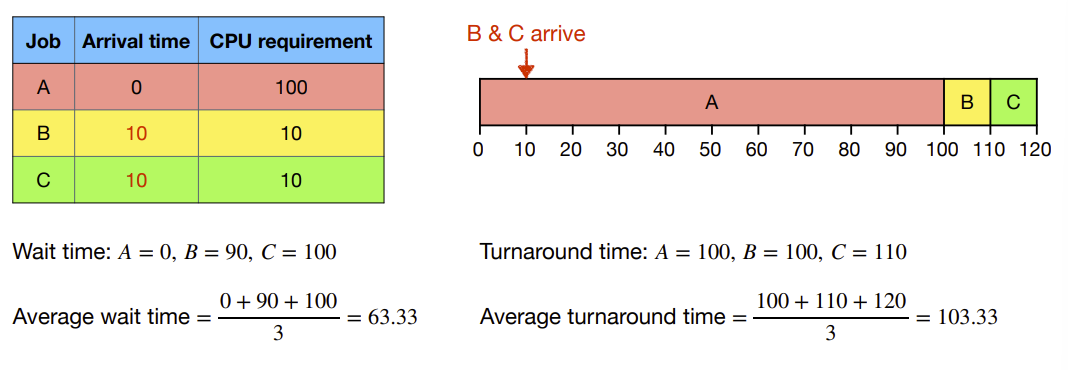 Job Arrival time CPU requirement
A 0 100
B 10 10
C 10 10
B & C arrive
A B C
0 10 20 30 40 50 60 70 80 90 100 110 120
Wait time: A = 0, B = 90, C = 100
Average wait time = (0 + 90 + 100)/3 = 63.33
Turnaround time: A = 100, B = 100, C = 110
Average turnaround time = (100 + 110 + 120)/3 = 103.33